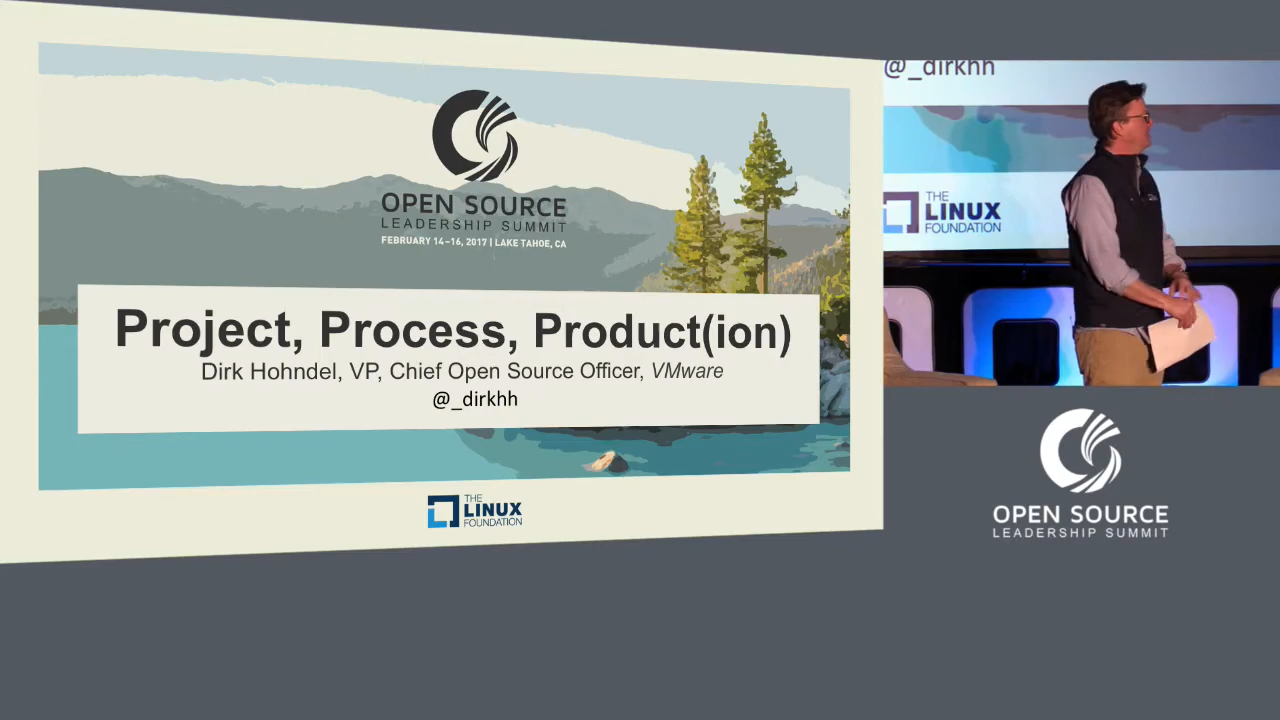 OPEN SOURCE
LEADERSHIP SUMMIT
FEBRUARY 14–16, 2017 | LAKE TAHOE, CA
Project, Process, Product(ion)
Dirk Hohndel, VP, Chief Open Source Officer, VMware
@_dirkhh
THE
LINUX
FOUNDATION
@_dirkhh
THE
LINUX
FOUNDATION
OPEN SOURCE
LEADERSHIP SUMMIT